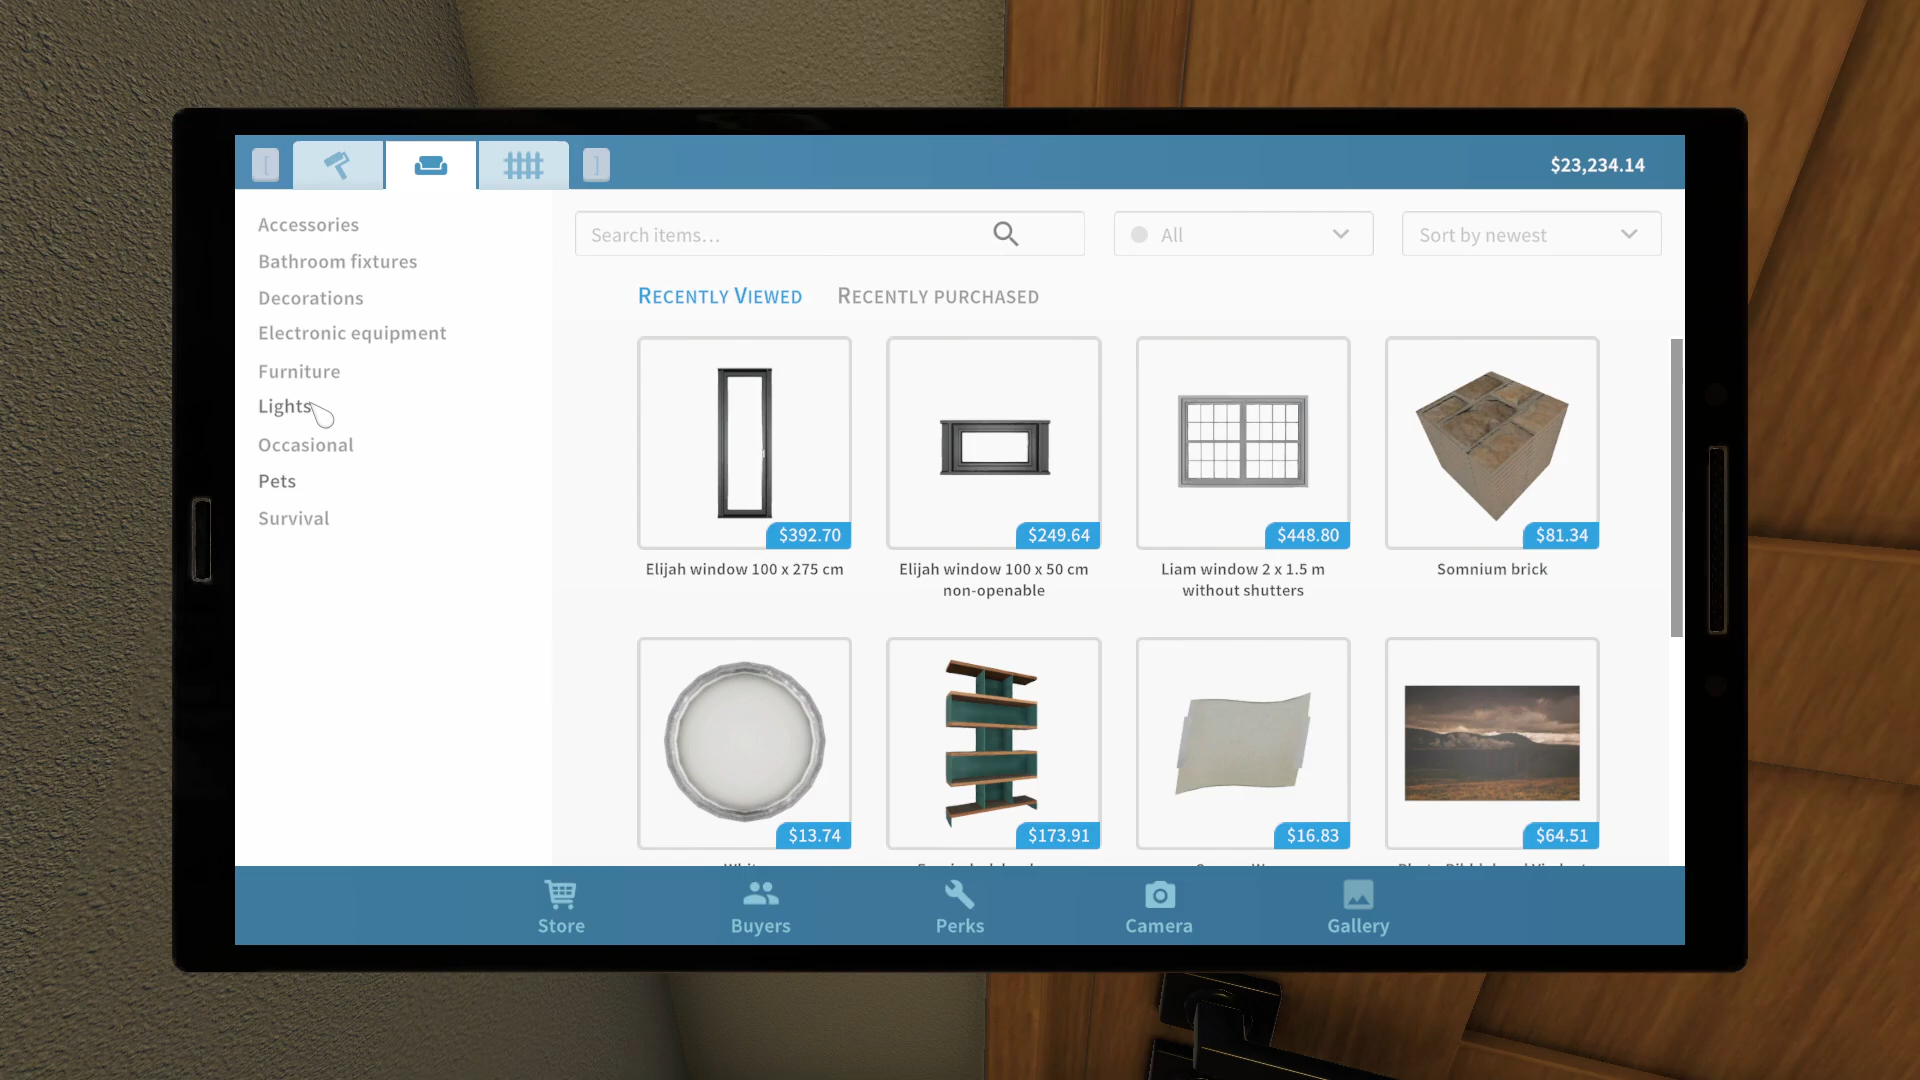 [
]
$23,234.14
Accessories
Bathroom fixtures
Decorations
Electronic equipment
Furniture
Lights
Occasional
Pets
Survival
Search items...
All
Sort by newest
RECENTLY VIEWED
RECENTLY PURCHASED
$392.70
$249.64
$448.80
$81.34
Elijah window 100 x 275 cm
Elijah window 100 x 50 cm
non-openable
Liam window 2 x 1.5 m
without shutters
Somnium brick
$13.74
$173.91
$16.83
$64.51
Store
Buyers
Perks
Camera
Gallery